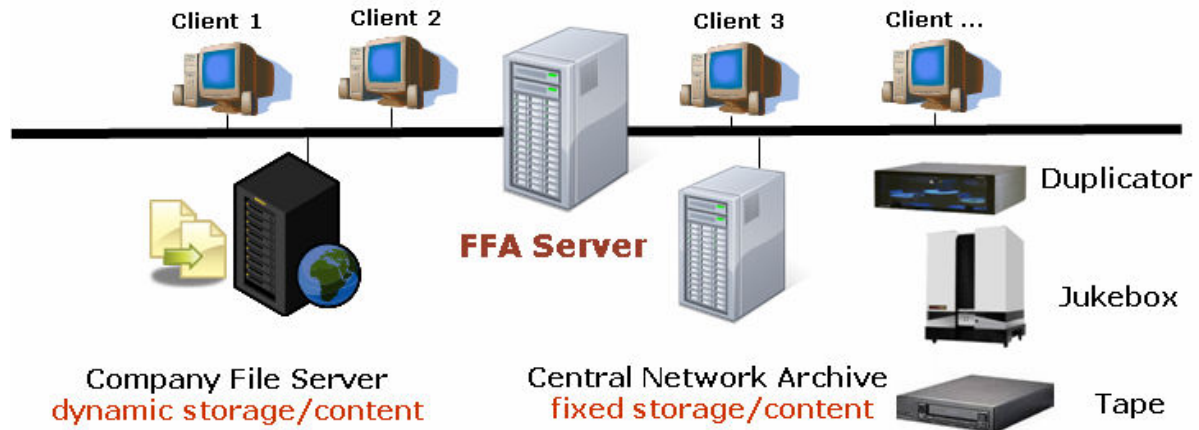 Client 1
Client 2
Client 3
Client ...
FFA Server
Duplicator
Jukebox
Tape
Company File Server
dynamic storage/content
Central Network Archive
fixed storage/content